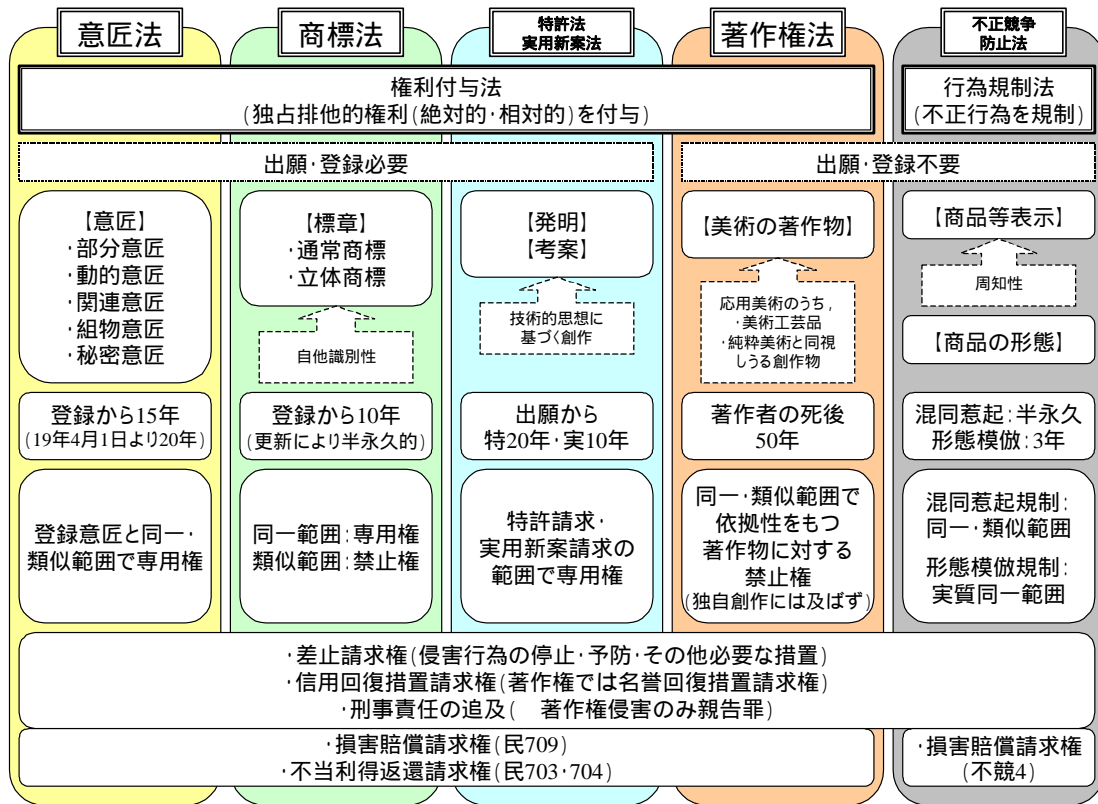 意匠法
商標法
特許法
実用新案法
著作権法
不正競争
防止法
権利付与法
(独占排他的権利(絶対的・相対的)を付与)
行為規制法
(不正行為を規制)
出願・登録必要
出願・登録不要
【意匠】
・部分意匠
・動的意匠
・関連意匠
・組物意匠
・秘密意匠
【標章】
・通常商標
・立体商標
自他識別性
【発明】
【考案】
技術的思想に
基づく創作
【美術の著作物】
応用美術のうち,
・美術工芸品
・純粋美術と同視
しうる創作物
【商品等表示】
周知性
【商品の形態】
登録から15年
(19年4月1日より20年)
登録から10年
(更新により半永久的)
出願から
特20年・実10年
著作者の死後
50年
混同惹起:半永久
形態模倣:3年
登録意匠と同一・
類似範囲で専用権
同一範囲:専用権
類似範囲:禁止権
特許請求・
実用新案請求の
範囲で専用権
同一・類似範囲で
依拠性をもつ
著作物に対する
禁止権
(独自創作には及ばず)
混同惹起規制:
同一・類似範囲
形態模倣規制:
実質同一範囲
・差止請求権(侵害行為の停止・予防・その他必要な措置)
・信用回復措置請求権(著作権では名誉回復措置請求権)
・刑事責任の追及( 著作権侵害のみ親告罪)
・損害賠償請求権(民709)
・不当利得返還請求権(民703・704)
・損害賠償請求権
(不競4)